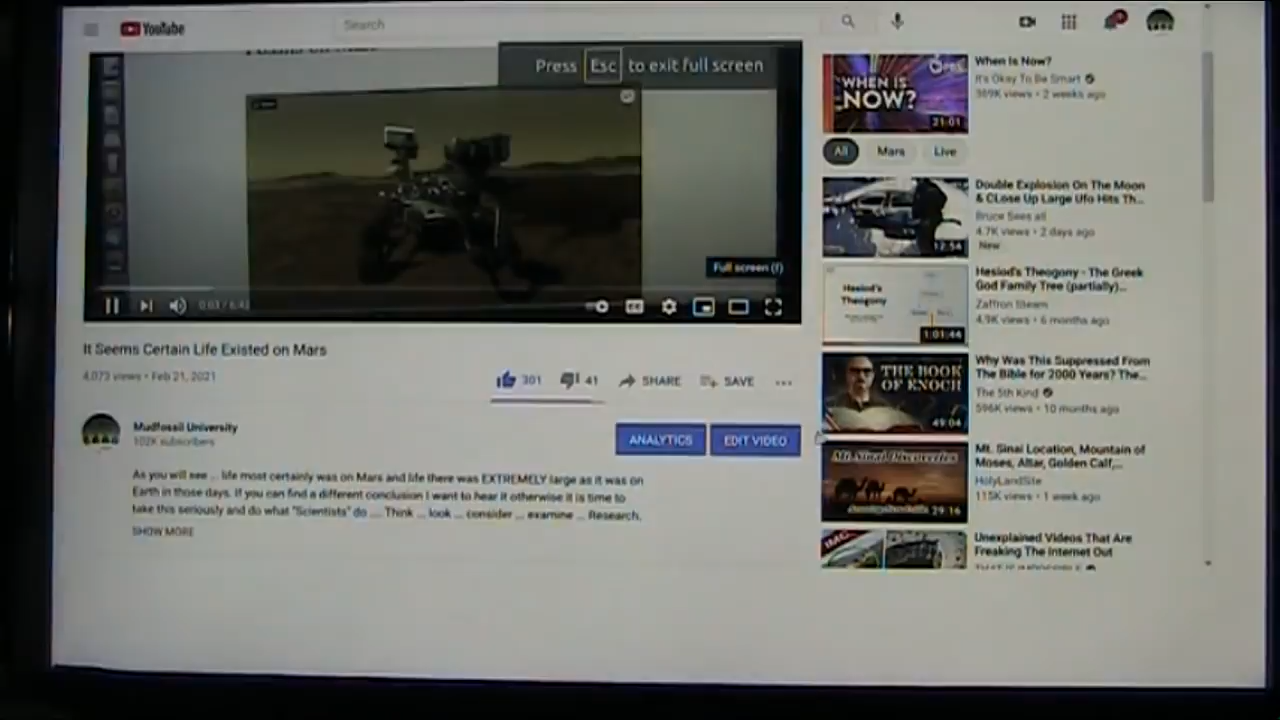 YouTube
Search
Press Esc to exit full screen
Full screen (f)
It Seems Certain Life Existed on Mars
4,073 views • Feb 21, 2021
301
41
SHARE
SAVE
Mudfossil University
102K subscribers
ANALYTICS
EDIT VIDEO
As you will see ... life most certainly was on Mars and life there was EXTREMELY large as it was on
Earth in those days. If you can find a different conclusion I want to hear it otherwise it is time to
take this seriously and do what "Scientists" do .... Think ... look ... consider ... examine ... Research.
SHOW MORE
WHEN IS
NOW?
21:01
When Is Now?
It's Okay To Be Smart
369K views • 2 weeks ago
All
Mars
Live
12:54
Double Explosion On The Moon
& CLose Up Large Ufo Hits Th...
Bruce Sees all
4.7K views • 2 days ago
New
Hesiod's
Theogony
1:01:44
Hesiod's Theogony - The Greek
God Family Tree (partially)...
4.9K views • 6 months ago
THE BOOK
OF ENOCH
49:04
Why Was This Suppressed From
The Bible for 2000 Years? The...
The 5th Kind
596K views • 10 months ago
Mt. Sinai Discoveries
29:16
Mt. Sinai Location, Mountain of
Moses, Altar, Golden Calf,...
HolyLandSite
115K views • 1 week ago
Unexplained Videos That Are
Freaking The Internet Out